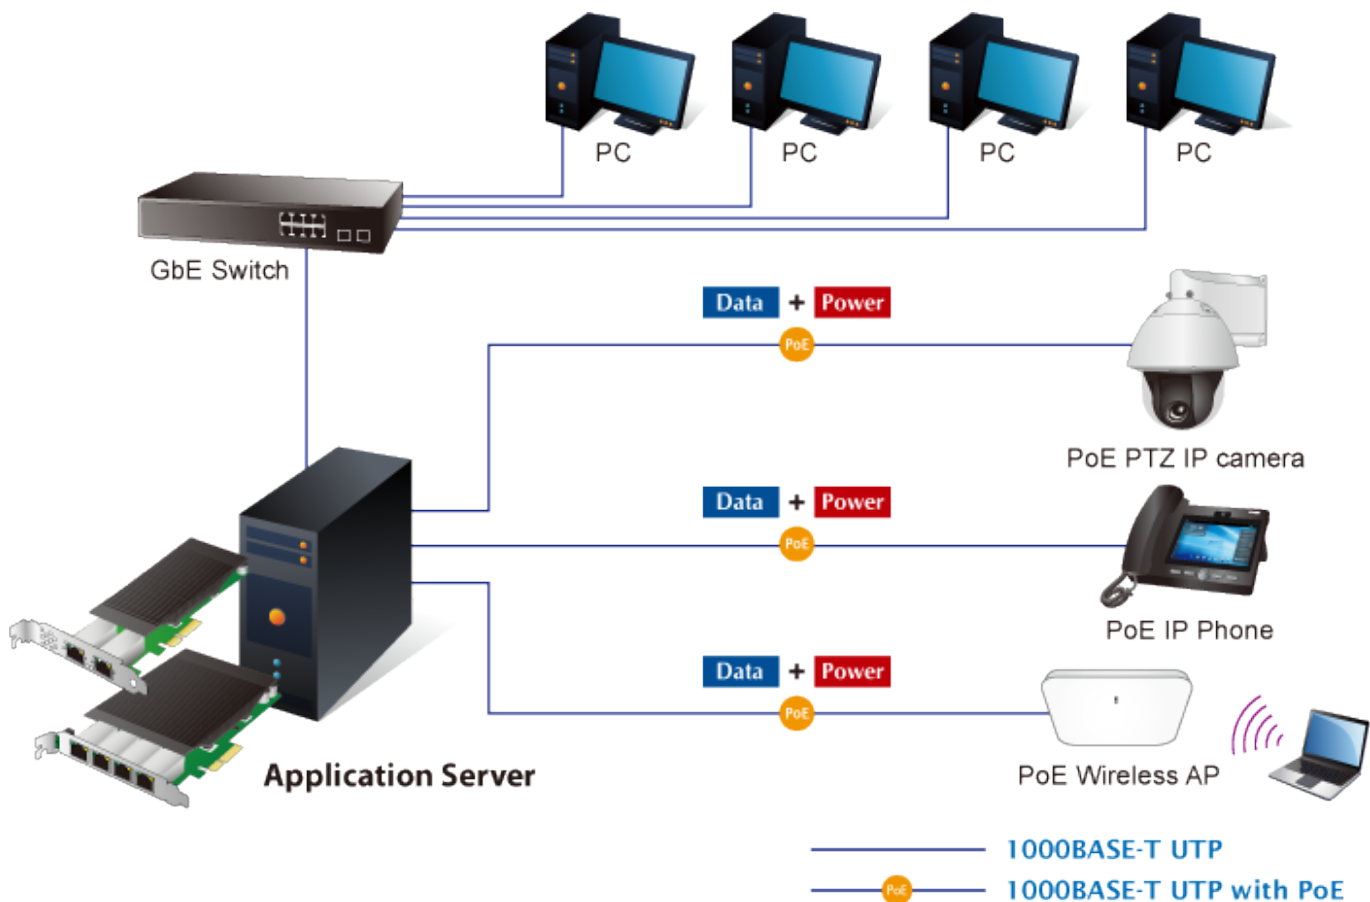 PC PC PC PC
GbE Switch
Data + Power
PoE
PoE PTZ IP camera
Data + Power
PoE
PoE IP Phone
Data + Power
PoE
Application Server
PoE Wireless AP
1000BASE-T UTP
PoE 1000BASE-T UTP with PoE